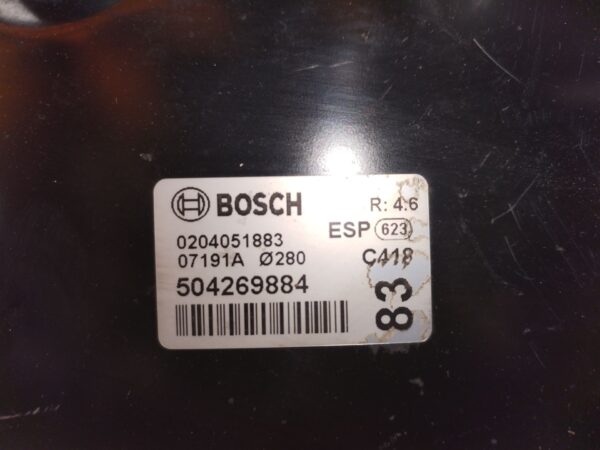 BOSCH R: 4.6
0204051883 ESP 623
07191A Ø280 C418
504269884
83